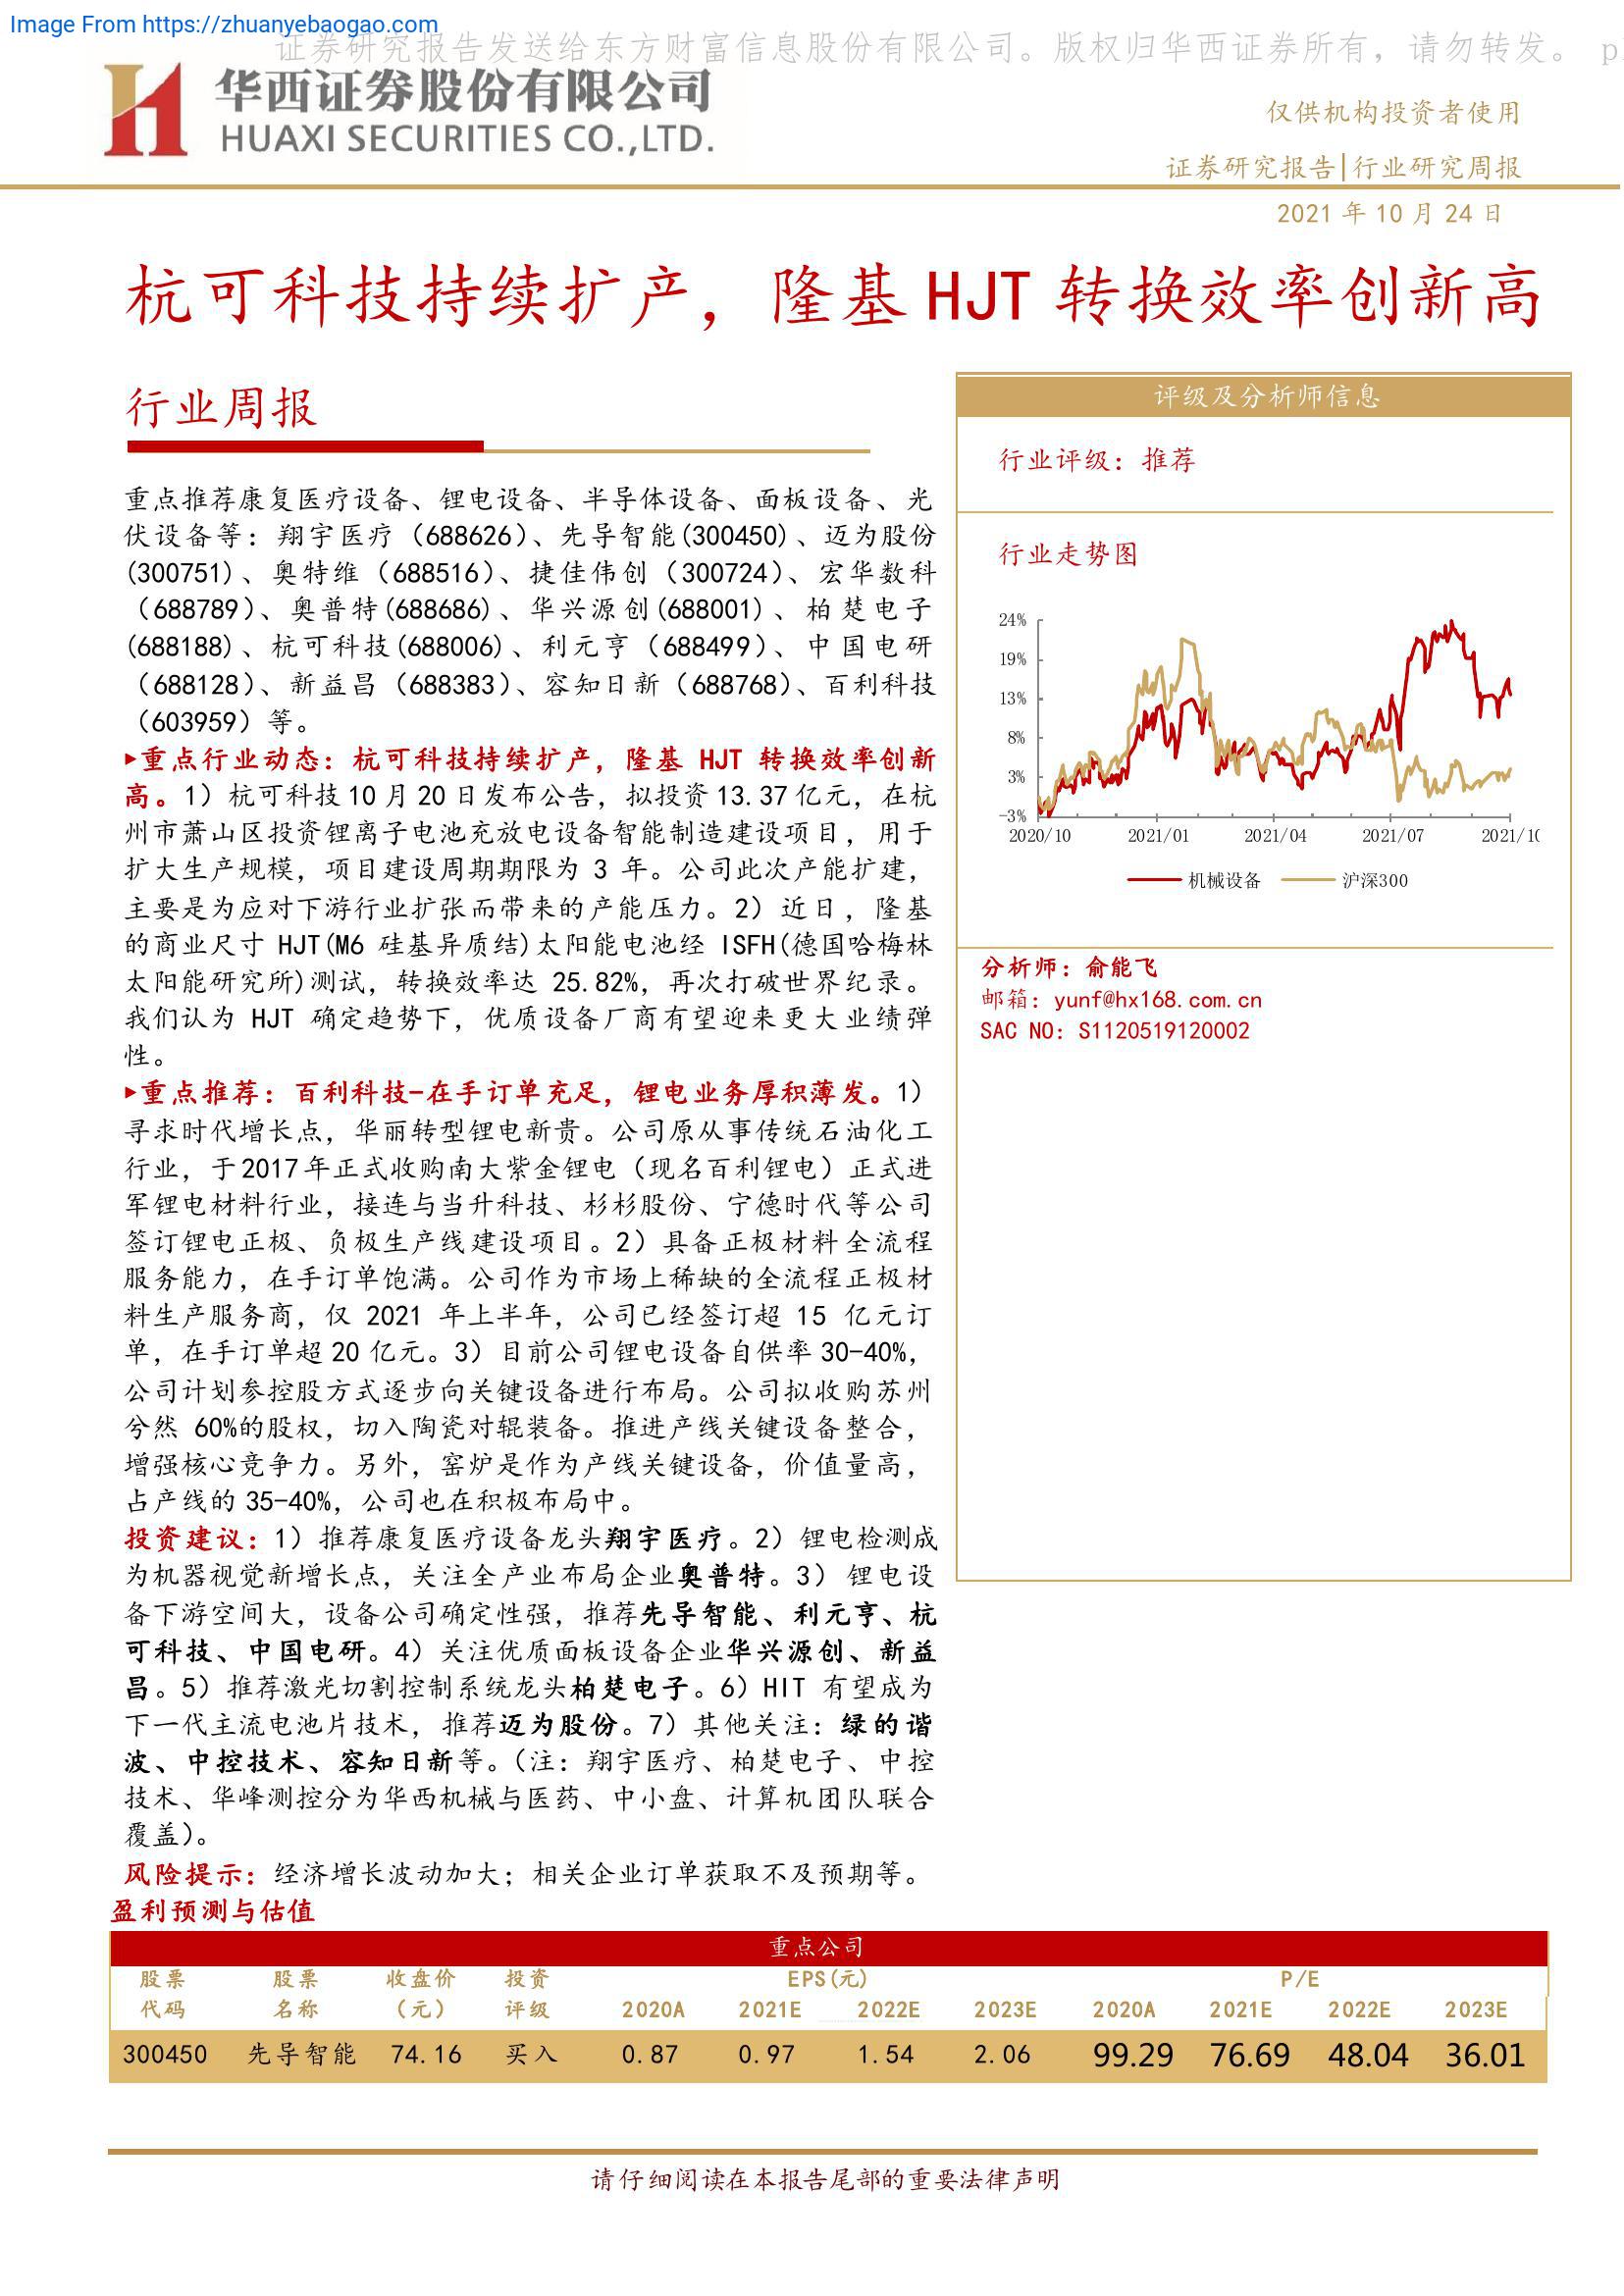 Image From https://zhuanyebaogao.com
证券研究报告发送给东方财富信息股份有限公司。版权归华西证券所有，请勿转发。 p
华西证券股份有限公司
HUAXI SECURITIES CO.,LTD.
仅供机构投资者使用
证券研究报告|行业研究周报
2021 年 10 月 24 日
杭可科技持续扩产，隆基 HJT 转换效率创新高
行业周报
重点推荐康复医疗设备、锂电设备、半导体设备、面板设备、光
伏设备等：翔宇医疗（688626）、先导智能(300450)、迈为股份
(300751)、奥特维（688516）、捷佳伟创（300724）、宏华数科
（688789）、奥普特(688686)、华兴源创(688001)、柏楚电子
(688188)、杭可科技(688006)、利元亨（688499）、中国电研
（688128）、新益昌（688383）、容知日新（688768）、百利科技
（603959）等。
▸重点行业动态：杭可科技持续扩产，隆基 HJT 转换效率创新
高。1）杭可科技 10 月 20 日发布公告，拟投资 13.37 亿元，在杭
州市萧山区投资锂离子电池充放电设备智能制造建设项目，用于
扩大生产规模，项目建设周期期限为 3 年。公司此次产能扩建，
主要是为应对下游行业扩张而带来的产能压力。2）近日，隆基
的商业尺寸 HJT(M6 硅基异质结)太阳能电池经 ISFH(德国哈梅林
太阳能研究所)测试，转换效率达 25.82%，再次打破世界纪录。
我们认为 HJT 确定趋势下，优质设备厂商有望迎来更大业绩弹
性。
▸重点推荐：百利科技-在手订单充足，锂电业务厚积薄发。1）
寻求时代增长点，华丽转型锂电新贵。公司原从事传统石油化工
行业，于 2017 年正式收购南大紫金锂电（现名百利锂电）正式进
军锂电材料行业，接连与当升科技、杉杉股份、宁德时代等公司
签订锂电正极、负极生产线建设项目。2）具备正极材料全流程
服务能力，在手订单饱满。公司作为市场上稀缺的全流程正极材
料生产服务商，仅 2021 年上半年，公司已经签订超 15 亿元订
单，在手订单超 20 亿元。3）目前公司锂电设备自供率 30-40%，
公司计划参控股方式逐步向关键设备进行布局。公司拟收购苏州
兮然 60%的股权，切入陶瓷对辊装备。推进产线关键设备整合，
增强核心竞争力。另外，窑炉是作为产线关键设备，价值量高，
占产线的 35-40%，公司也在积极布局中。
投资建议：1）推荐康复医疗设备龙头翔宇医疗。2）锂电检测成
为机器视觉新增长点，关注全产业布局企业奥普特。3）锂电设
备下游空间大，设备公司确定性强，推荐先导智能、利元亨、杭
可科技、中国电研。4）关注优质面板设备企业华兴源创、新益
昌。5）推荐激光切割控制系统龙头柏楚电子。6）HIT 有望成为
下一代主流电池片技术，推荐迈为股份。7）其他关注：绿的谐
波、中控技术、容知日新等。（注：翔宇医疗、柏楚电子、中控
技术、华峰测控分为华西机械与医药、中小盘、计算机团队联合
覆盖）。
风险提示：经济增长波动加大；相关企业订单获取不及预期等。
评级及分析师信息
行业评级：推荐
行业走势图
24%
19%
13%
8%
3%
-3%
2020/10 2021/01 2021/04 2021/07 2021/10
机械设备 沪深300
分析师：俞能飞
邮箱：yunf@hx168.com.cn
SAC NO：S1120519120002
盈利预测与估值
重点公司
股票 股票 收盘价 投资 EPS(元) P/E
代码 名称 （元） 评级 2020A 2021E 2022E 2023E 2020A 2021E 2022E 2023E
300450 先导智能 74.16 买入 0.87 0.97 1.54 2.06 99.29 76.69 48.04 36.01
请仔细阅读在本报告尾部的重要法律声明